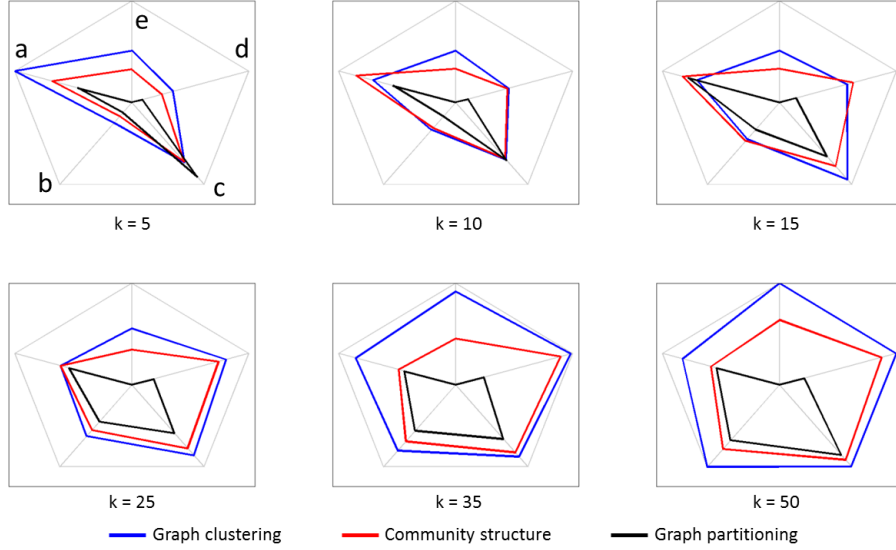 e
a
d
b
c
k = 5
k = 10
k = 15
k = 25
k = 35
k = 50
Graph clustering
Community structure
Graph partitioning